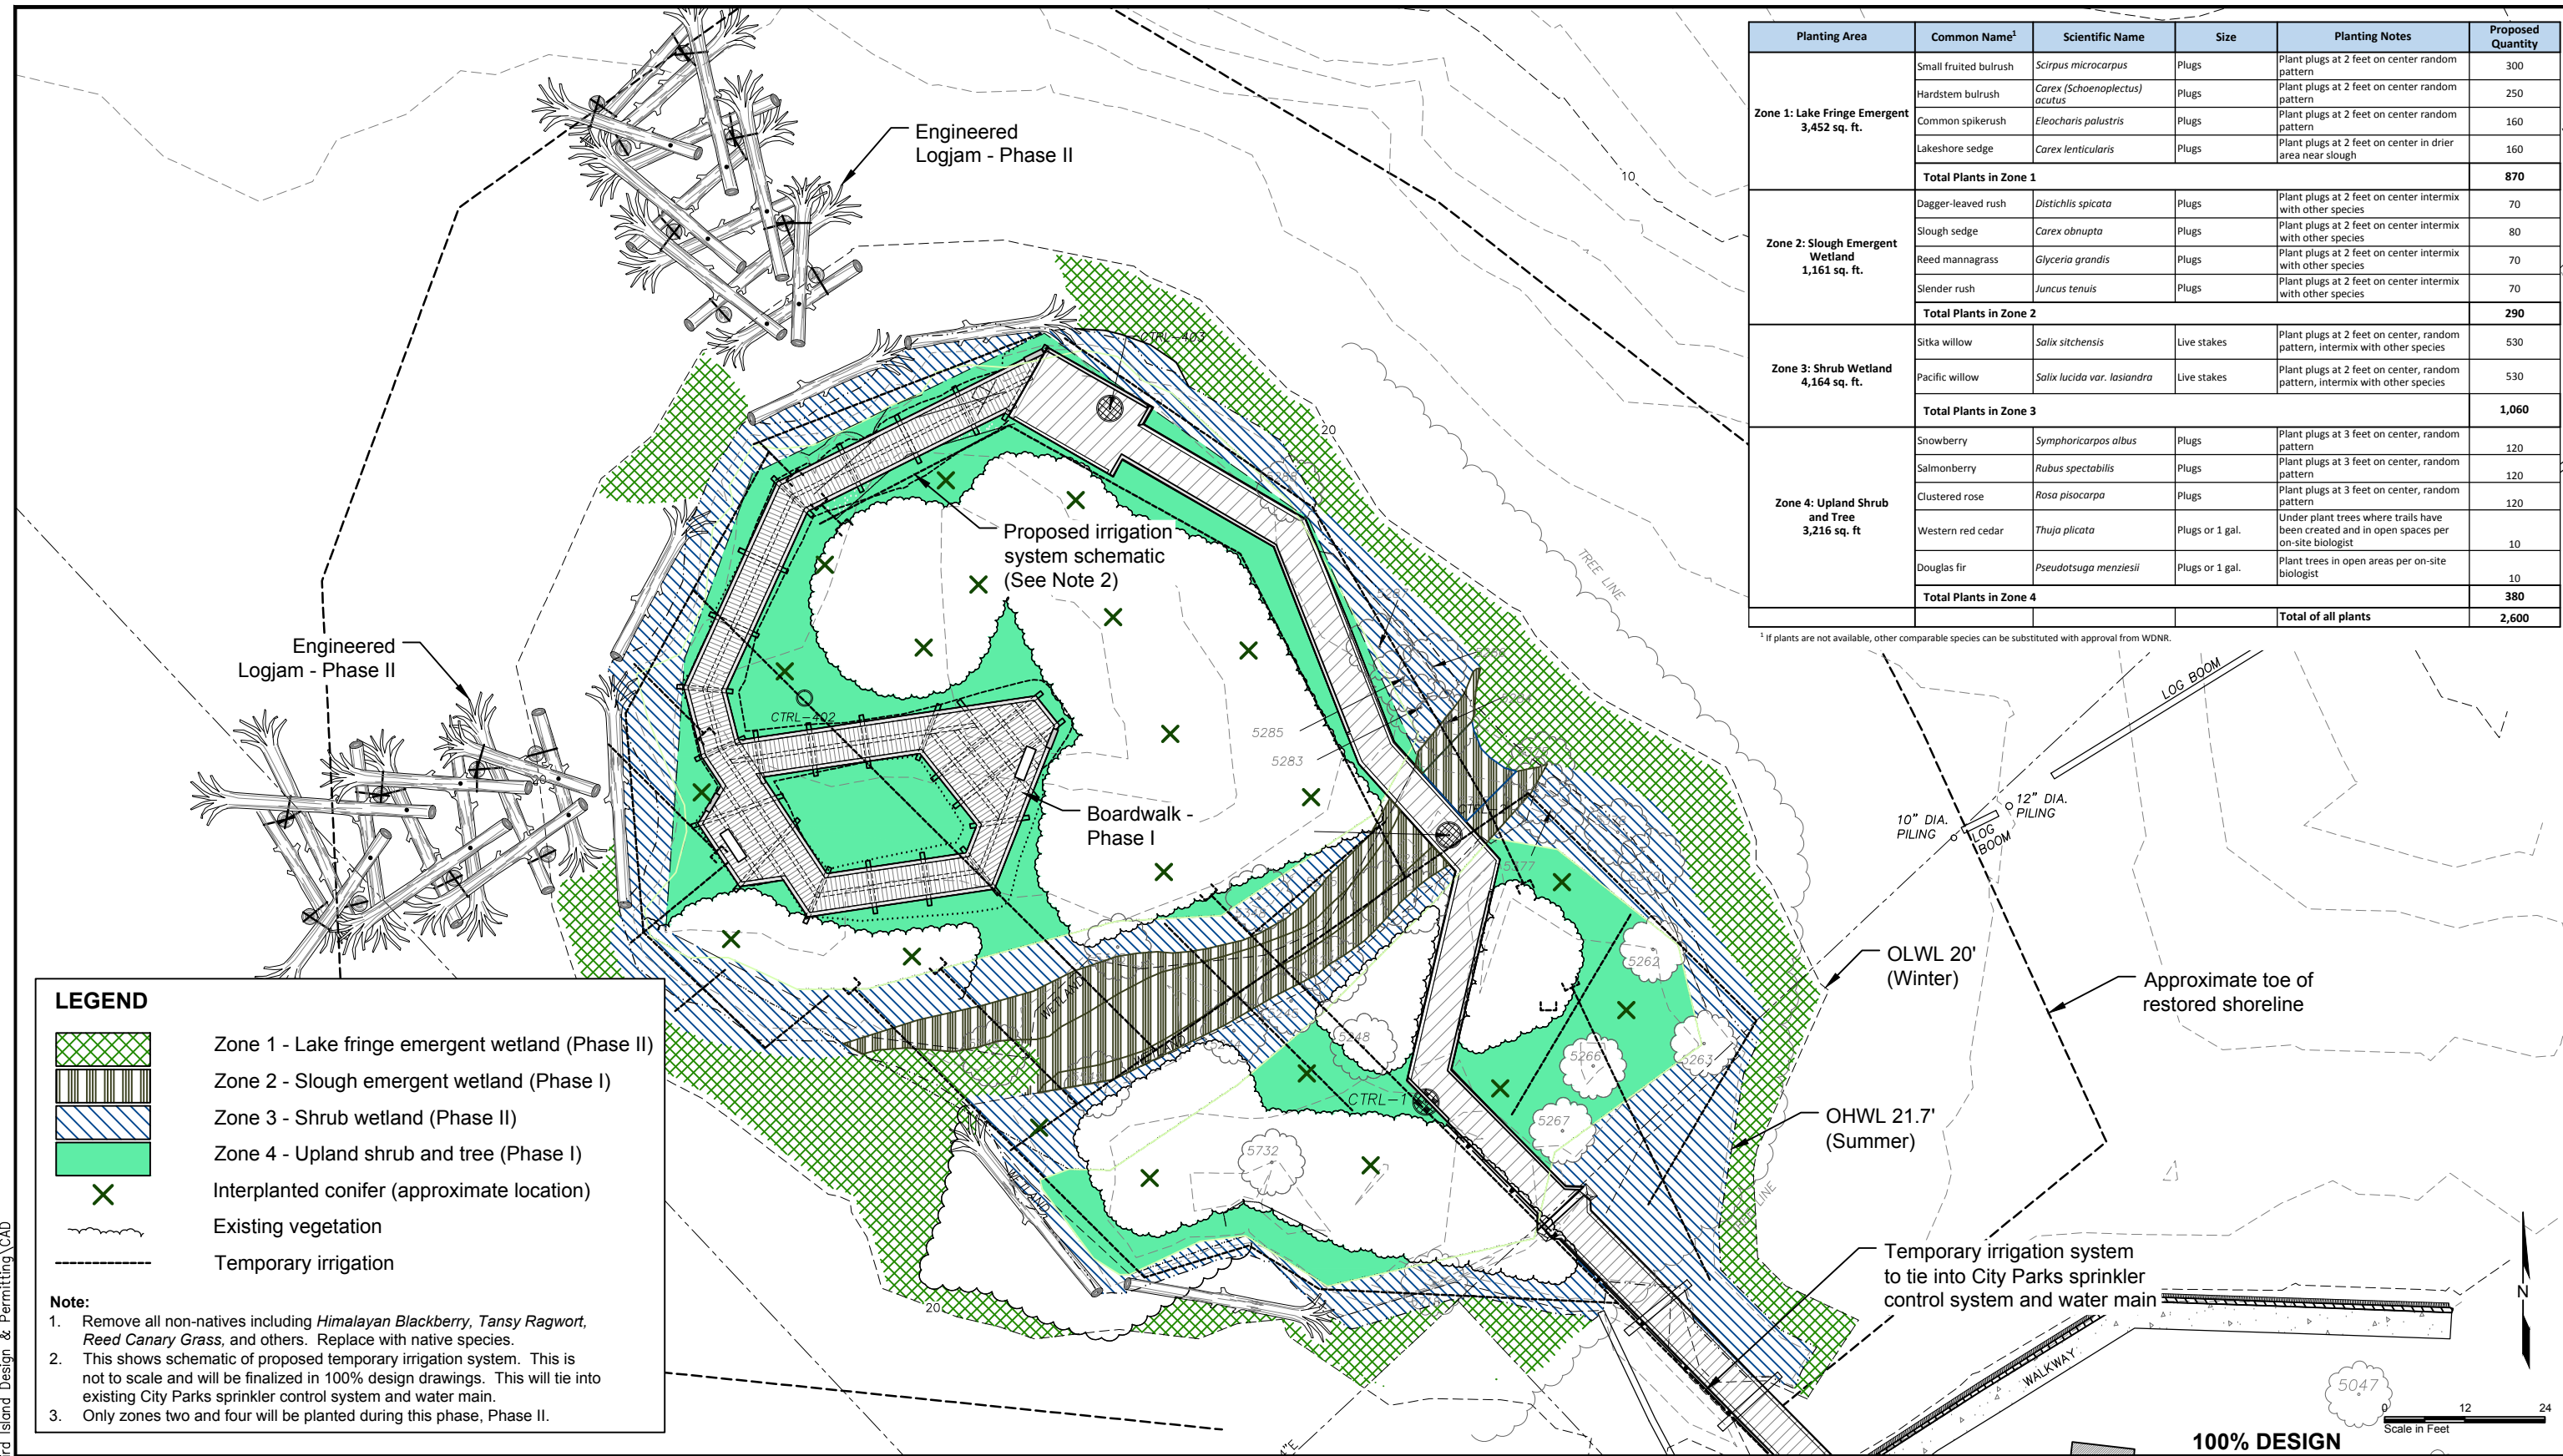 Planting Area Common Name¹ Scientific Name Size Planting Notes Proposed Quantity
Zone 1: Lake Fringe Emergent
3,452 sq. ft.
Small fruited bulrush Scirpus microcarpus Plugs Plant plugs at 2 feet on center random pattern 300
Hardstem bulrush Carex (Schoenoplectus) acutus Plugs Plant plugs at 2 feet on center random pattern 250
Common spikerush Eleocharis palustris Plugs Plant plugs at 2 feet on center random pattern 160
Lakeshore sedge Carex lenticularis Plugs Plant plugs at 2 feet on center in drier area near slough 160
Total Plants in Zone 1 870
Zone 2: Slough Emergent
Wetland
1,161 sq. ft.
Dagger-leaved rush Distichlis spicata Plugs Plant plugs at 2 feet on center intermix with other species 70
Slough sedge Carex obnupta Plugs Plant plugs at 2 feet on center intermix with other species 80
Reed mannagrass Glyceria grandis Plugs Plant plugs at 2 feet on center intermix with other species 70
Slender rush Juncus tenuis Plugs Plant plugs at 2 feet on center intermix with other species 70
Total Plants in Zone 2 290
Zone 3: Shrub Wetland
4,164 sq. ft.
Sitka willow Salix sitchensis Live stakes Plant plugs at 2 feet on center, random pattern, intermix with other species 530
Pacific willow Salix lucida var. lasiandra Live stakes Plant plugs at 2 feet on center, random pattern, intermix with other species 530
Total Plants in Zone 3 1,060
Zone 4: Upland Shrub
and Tree
3,216 sq. ft
Snowberry Symphoricarpos albus Plugs Plant plugs at 3 feet on center, random pattern 120
Salmonberry Rubus spectabilis Plugs Plant plugs at 3 feet on center, random pattern 120
Clustered rose Rosa pisocarpa Plugs Plant plugs at 3 feet on center, random pattern 120
Western red cedar Thuja plicata Plugs or 1 gal. Under plant trees where trails have been created and in open spaces per on-site biologist 10
Douglas fir Pseudotsuga menziesii Plugs or 1 gal. Plant trees in open areas per on-site biologist 10
Total Plants in Zone 4 380
Total of all plants 2,600
¹ If plants are not available, other comparable species can be substituted with approval from WDNR.
Engineered
Logjam - Phase II
10
CTRL-403
20
Proposed irrigation
system schematic
(See Note 2)
TREE LINE
Engineered
Logjam - Phase II
20
CTRL-402
5287
5285
5283
Boardwalk -
Phase I
LOG BOOM
12" DIA.
PILING
10" DIA.
PILING
LOG
BOOM
5377
5262
OLWL 20'
(Winter)
Approximate toe of
restored shoreline
WETLAND
5245
5248
5266
5263
CTRL-1
5267
OHWL 21.7'
(Summer)
5732
WETLAND
20
Temporary irrigation system
to tie into City Parks sprinkler
control system and water main
WALKWAY
5047
N
0 12 24
Scale in Feet
100% DESIGN
LEGEND
Zone 1 - Lake fringe emergent wetland (Phase II)
Zone 2 - Slough emergent wetland (Phase I)
Zone 3 - Shrub wetland (Phase II)
Zone 4 - Upland shrub and tree (Phase I)
Interplanted conifer (approximate location)
Existing vegetation
Temporary irrigation
Note:
1. Remove all non-natives including Himalayan Blackberry, Tansy Ragwort,
Reed Canary Grass, and others. Replace with native species.
2. This shows schematic of proposed temporary irrigation system. This is
not to scale and will be finalized in 100% design drawings. This will tie into
existing City Parks sprinkler control system and water main.
3. Only zones two and four will be planted during this phase, Phase II.
Island Design & Permitting\CAD